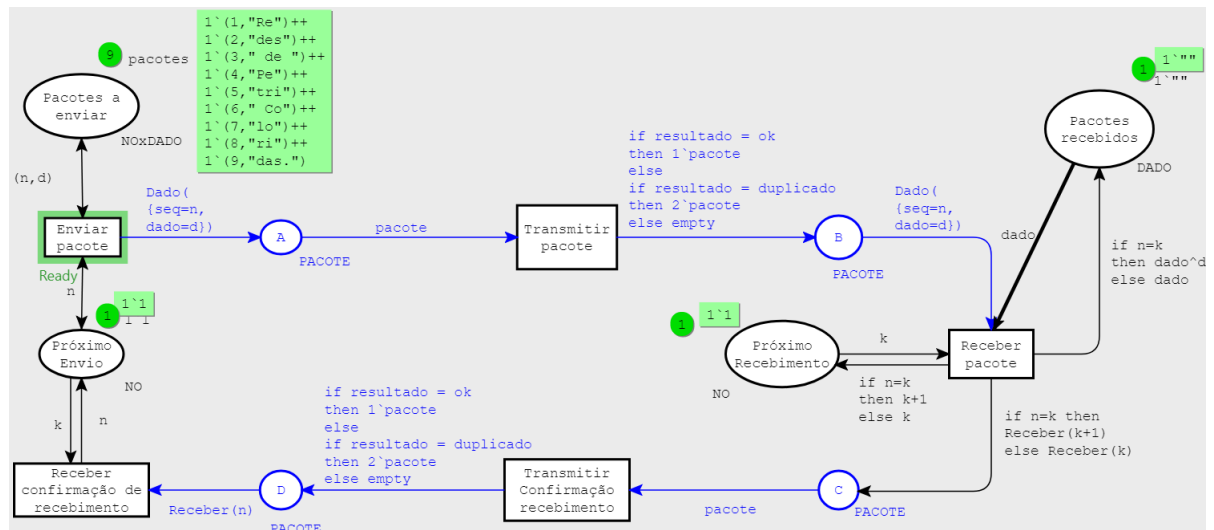 1`(1,"Re")++
1`(2,"des")++
1`(3," de ")++
1`(4,"Pe")++
1`(5,"tri")++
1`(6," Co")++
1`(7,"lo")++
1`(8,"ri")++
1`(9,"das.")
9
pacotes
Pacotes a
enviar
NOxDADO
(n,d)
Enviar
pacote
Ready
Dado(
{seq=n,
dado=d})
A
PACOTE
pacote
Transmitir
pacote
if resultado = ok
then 1`pacote
else
if resultado = duplicado
then 2`pacote
else empty
B
PACOTE
Dado(
{seq=n,
dado=d})
1
1`""
1`""
Pacotes
recebidos
DADO
dado
if n=k
then dado^d
else dado
n
1
1`1
1`1
Próximo
Envio
NO
k
n
Receber
confirmação de
recebimento
Receber(n)
D
PACOTE
if resultado = ok
then 1`pacote
else
if resultado = duplicado
then 2`pacote
else empty
Transmitir
Confirmação
recebimento
pacote
C
PACOTE
1
1`1
Próximo
Recebimento
NO
k
if n=k
then k+1
else k
Receber
pacote
if n=k then
Receber(k+1)
else Receber(k)